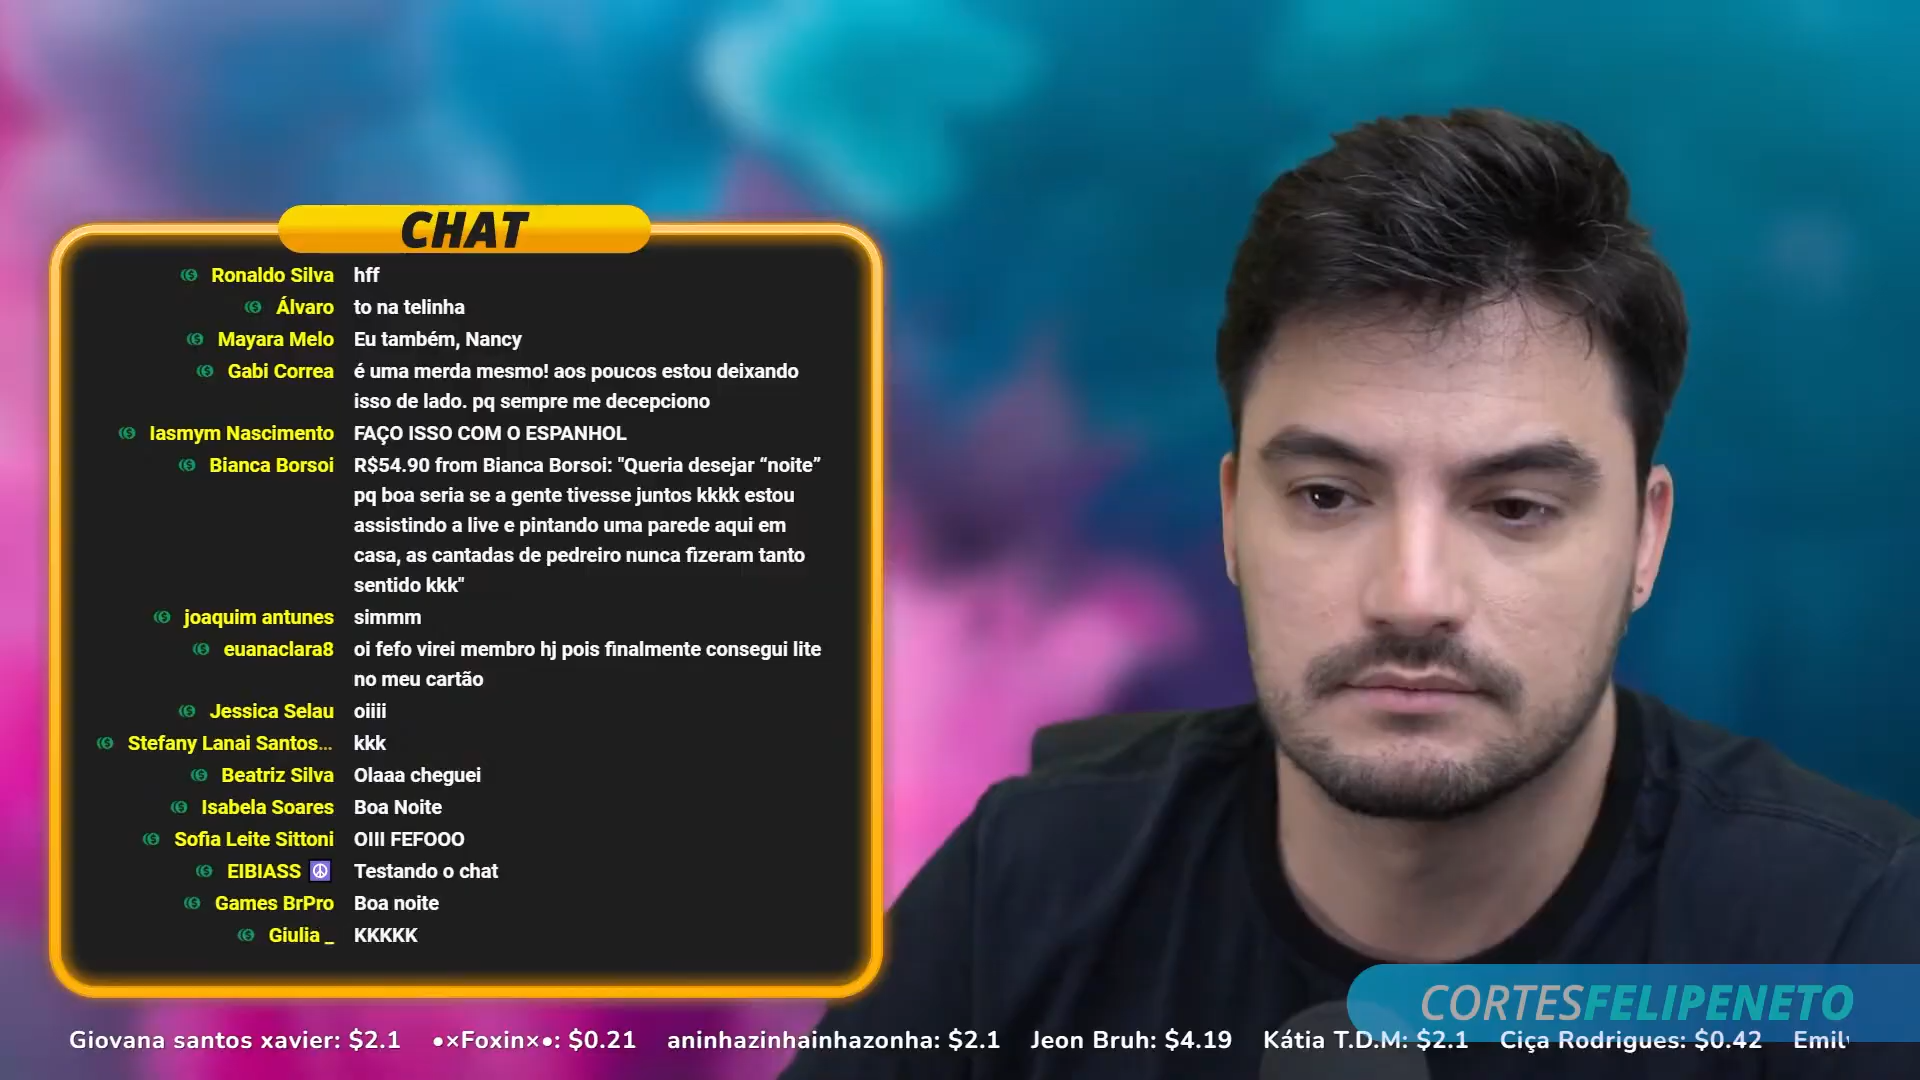 CHAT
Ronaldo Silva hff
Álvaro to na telinha
Mayara Melo Eu também, Nancy
Gabi Correa é uma merda mesmo! aos poucos estou deixando
isso de lado. pq sempre me decepciono
Iasmym Nascimento FAÇO ISSO COM O ESPANHOL
Bianca Borsoi R$54.90 from Bianca Borsoi: "Queria desejar “noite”
pq boa seria se a gente tivesse juntos kkkk estou
assistindo a live e pintando uma parede aqui em
casa, as cantadas de pedreiro nunca fizeram tanto
sentido kkk"
joaquim antunes simmm
euanaclara8 oi fefo virei membro hj pois finalmente consegui lite
no meu cartão
Jessica Selau oiiii
Stefany Lanai Santos... kkk
Beatriz Silva Olaaa cheguei
Isabela Soares Boa Noite
Sofia Leite Sittoni OIII FEFOOO
EIBIASS ☮ Testando o chat
Games BrPro Boa noite
Giulia _ KKKKK
CORTESFELIPENETO
Giovana santos xavier: $2.1 •×Foxin×•: $0.21 aninhazinhainhazonha: $2.1 Jeon Bruh: $4.19 Kátia T.D.M: $2.1 Ciça Rodrigues: $0.42